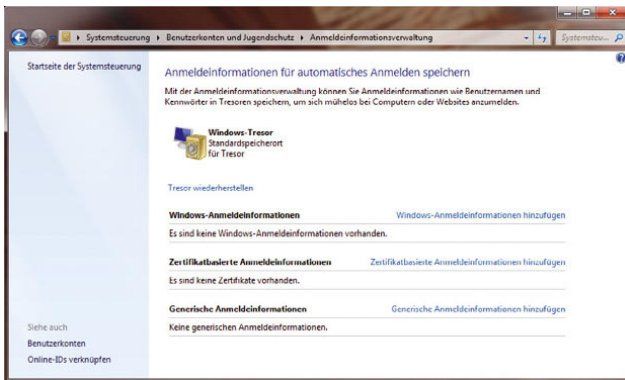 Systemsteuerung ▸ Benutzerkonten und Jugendschutz ▸ Anmeldeinformationsverwaltung
Systemsteu...
Startseite der Systemsteuerung
Anmeldeinformationen für automatisches Anmelden speichern
Mit der Anmeldeinformationsverwaltung können Sie Anmeldeinformationen wie Benutzernamen und
Kennwörter in Tresoren speichern, um sich mühelos bei Computern oder Websites anzumelden.
Windows-Tresor
Standardspeicherort
für Tresor
Tresor wiederherstellen
Windows-Anmeldeinformationen Windows-Anmeldeinformationen hinzufügen
Es sind keine Windows-Anmeldeinformationen vorhanden.
Zertifikatbasierte Anmeldeinformationen Zertifikatbasierte Anmeldeinformationen hinzufügen
Es sind keine Zertifikate vorhanden.
Generische Anmeldeinformationen Generische Anmeldeinformationen hinzufügen
Keine generischen Anmeldeinformationen.
Siehe auch
Benutzerkonten
Online-IDs verknüpfen